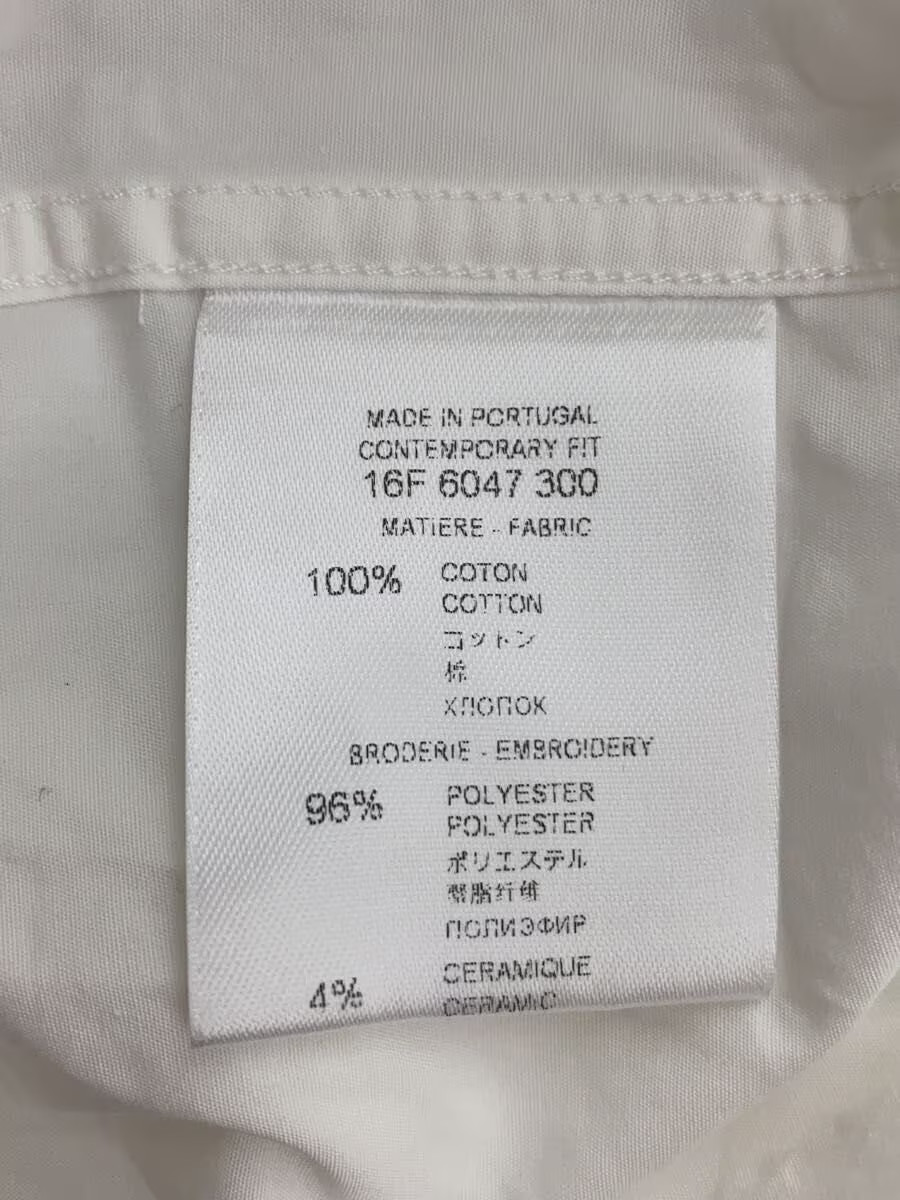 MADE IN PORTUGAL
CONTEMPORARY FIT
16F 6047 300
MATIERE - FABRIC
100% COTON
COTTON
コットン
棉
ХЛОПОК
BRODERIE - EMBROIDERY
96% POLYESTER
POLYESTER
ポリエステル
聚脂纤维
ПОЛИЭФИР
4% CERAMIQUE
CERAMIC